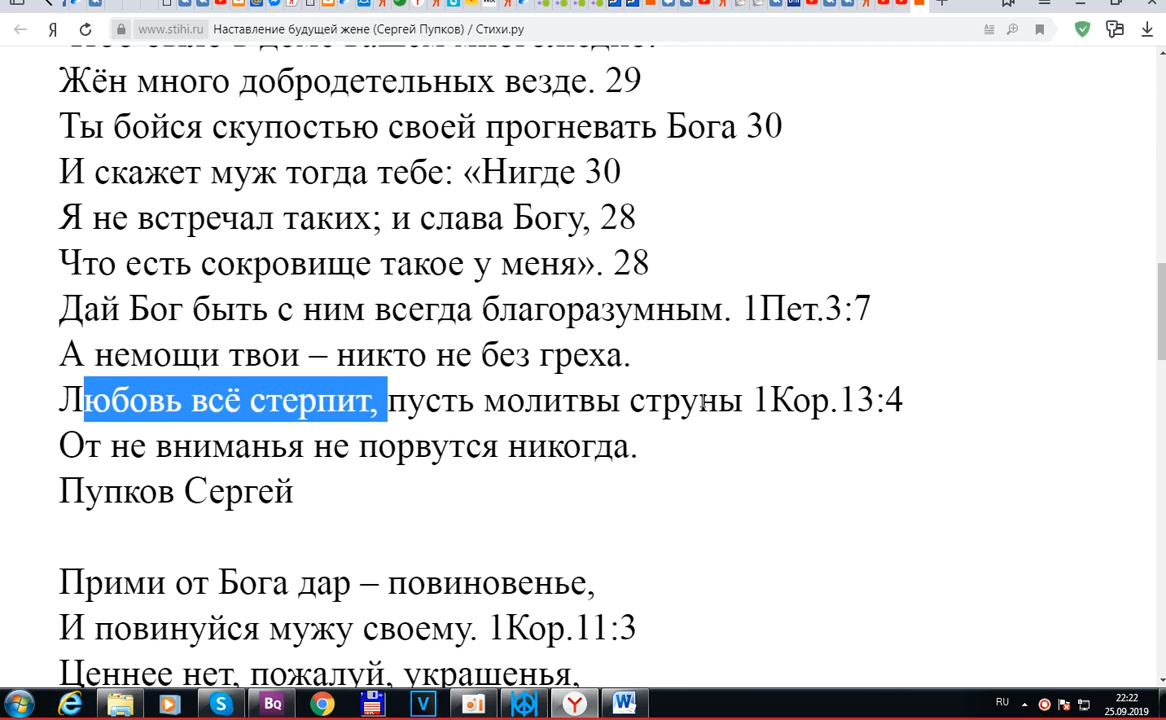 www.stihi.ru Наставление будущей жене (Сергей Пупков) / Стихи.ру
Жён много добродетельных везде. 29
Ты бойся скупостью своей прогневать Бога 30
И скажет муж тогда тебе: «Нигде 30
Я не встречал таких; и слава Богу, 28
Что есть сокровище такое у меня». 28
Дай Бог быть с ним всегда благоразумным. 1Пет.3:7
А немощи твои – никто не без греха.
Любовь всё стерпит, пусть молитвы струны 1Кор.13:4
От не вниманья не порвутся никогда.
Пупков Сергей
Прими от Бога дар – повиновенье,
И повинуйся мужу своему. 1Кор.11:3
Ценнее нет, пожалуй, украшенья,
RU
22:22
25.09.2019